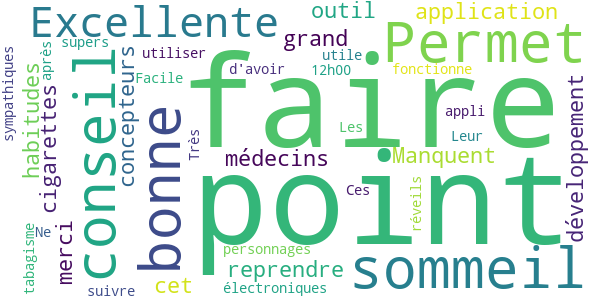 Excellente
outil
application
Permet
grand
supers
utiliser
utile
d'avoir
12h00
fonctionne
Facile
sympathiques
après
habitudes
cigarettes
conseil
concepteurs
bonne
Très
faire
appli
Les
Leur
développement
médecins
Manquent
point
Ces
réveils
tabagisme
Ne
merci
personnages
reprendre
sommeil
cet
électroniques
suivre